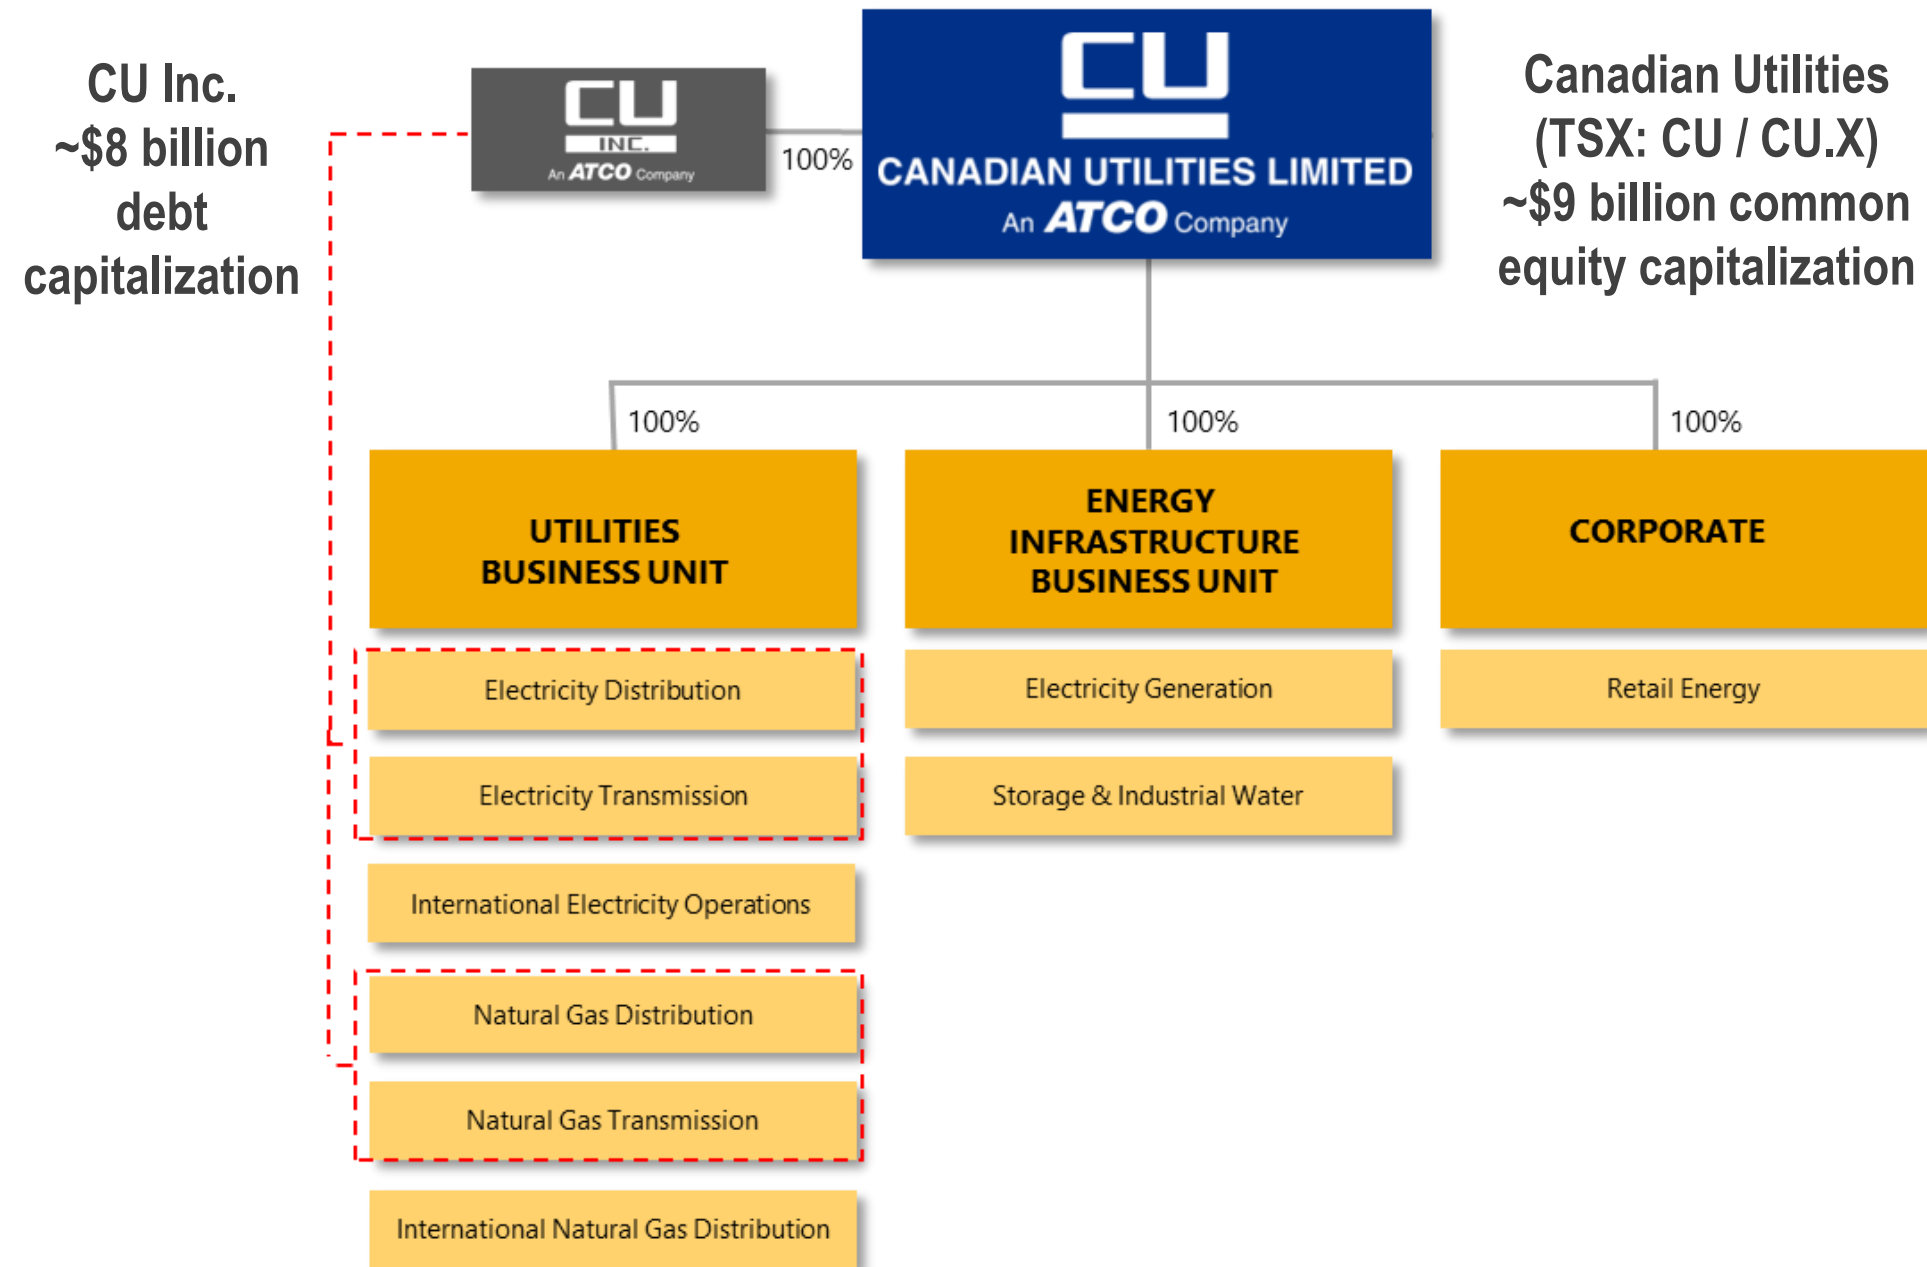 CU Inc.
~$8 billion
debt
capitalization
CU
INC.
An ATCO Company
100%
CU
CANADIAN UTILITIES LIMITED
An ATCO Company
Canadian Utilities
(TSX: CU / CU.X)
~$9 billion common
equity capitalization
100%
100%
100%
UTILITIES
BUSINESS UNIT
ENERGY
INFRASTRUCTURE
BUSINESS UNIT
CORPORATE
Electricity Distribution
Electricity Generation
Retail Energy
Electricity Transmission
Storage & Industrial Water
International Electricity Operations
Natural Gas Distribution
Natural Gas Transmission
International Natural Gas Distribution